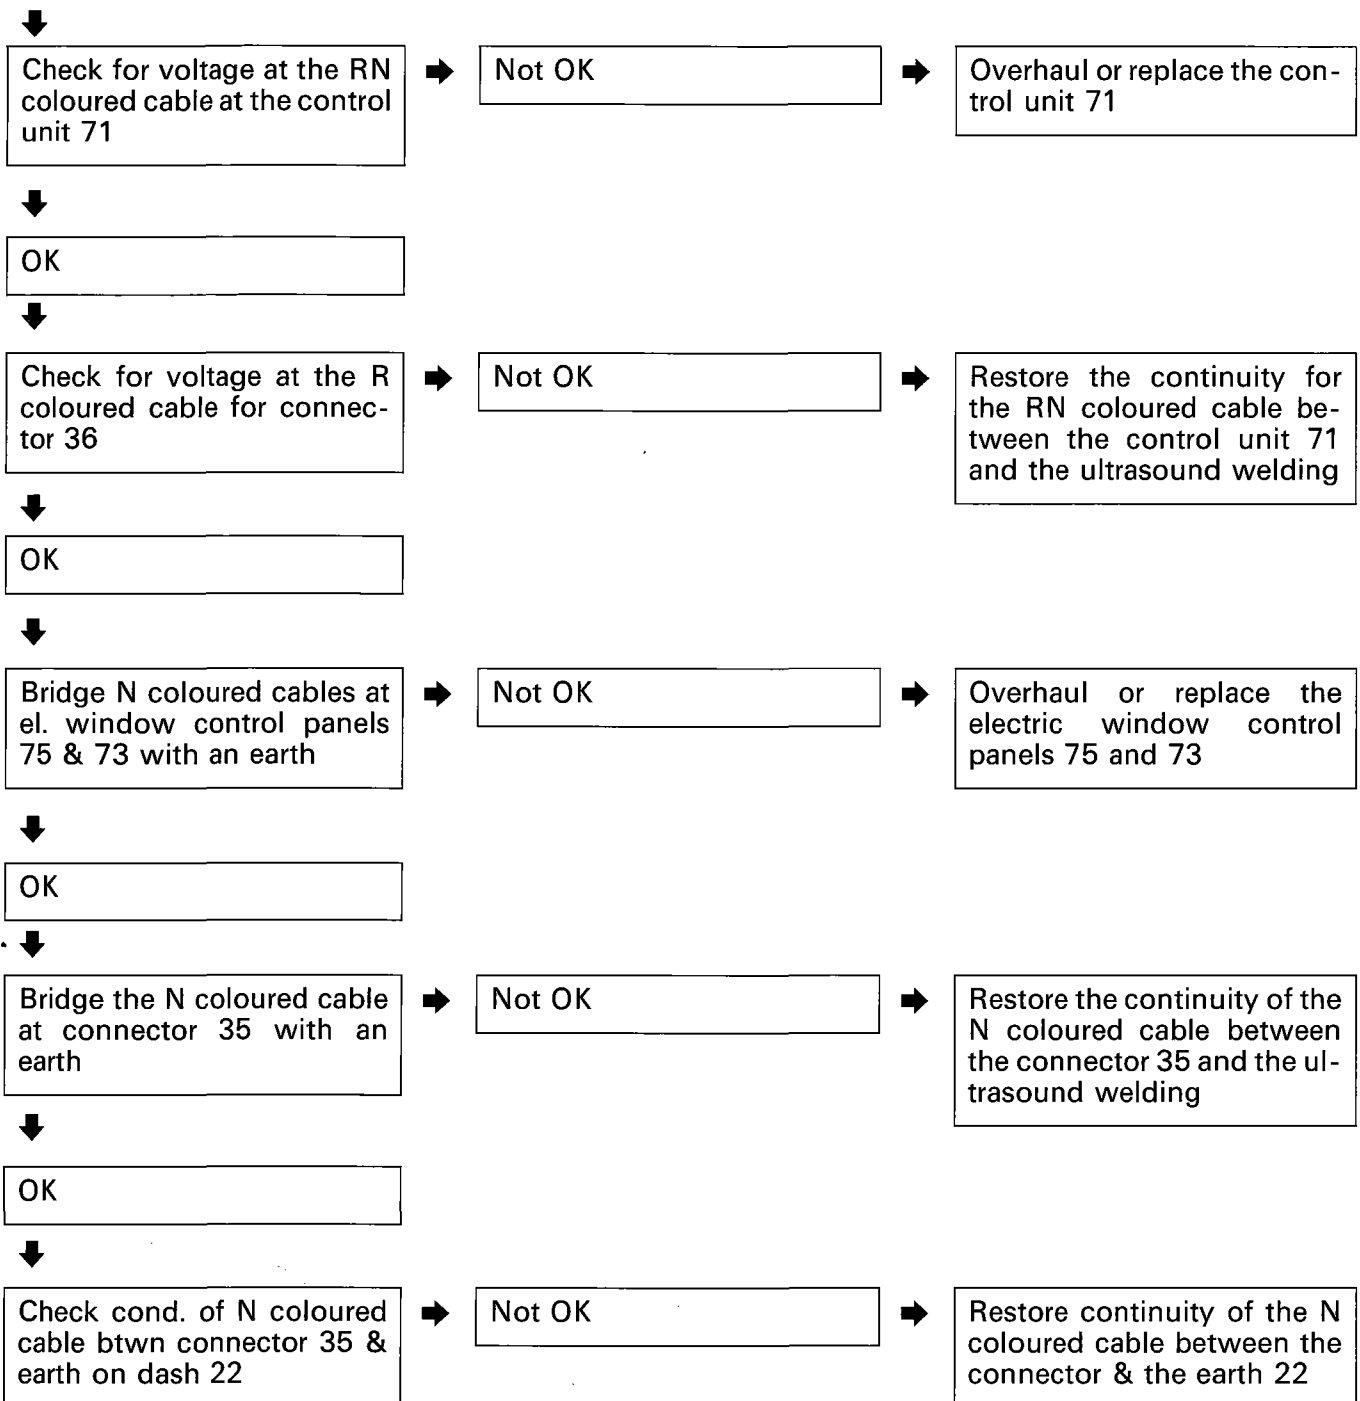 Check for voltage at the RN
coloured cable at the control
unit 71
Not OK
Overhaul or replace the con-
trol unit 71
OK
Check for voltage at the R
coloured cable for connec-
tor 36
Not OK
Restore the continuity for
the RN coloured cable be-
tween the control unit 71
and the ultrasound welding
OK
Bridge N coloured cables at
el. window control panels
75 & 73 with an earth
Not OK
Overhaul or replace the
electric window control
panels 75 and 73
OK
Bridge the N coloured cable
at connector 35 with an
earth
Not OK
Restore the continuity of the
N coloured cable between
the connector 35 and the ul-
trasound welding
OK
Check cond. of N coloured
cable btwn connector 35 &
earth on dash 22
Not OK
Restore continuity of the N
coloured cable between the
connector & the earth 22